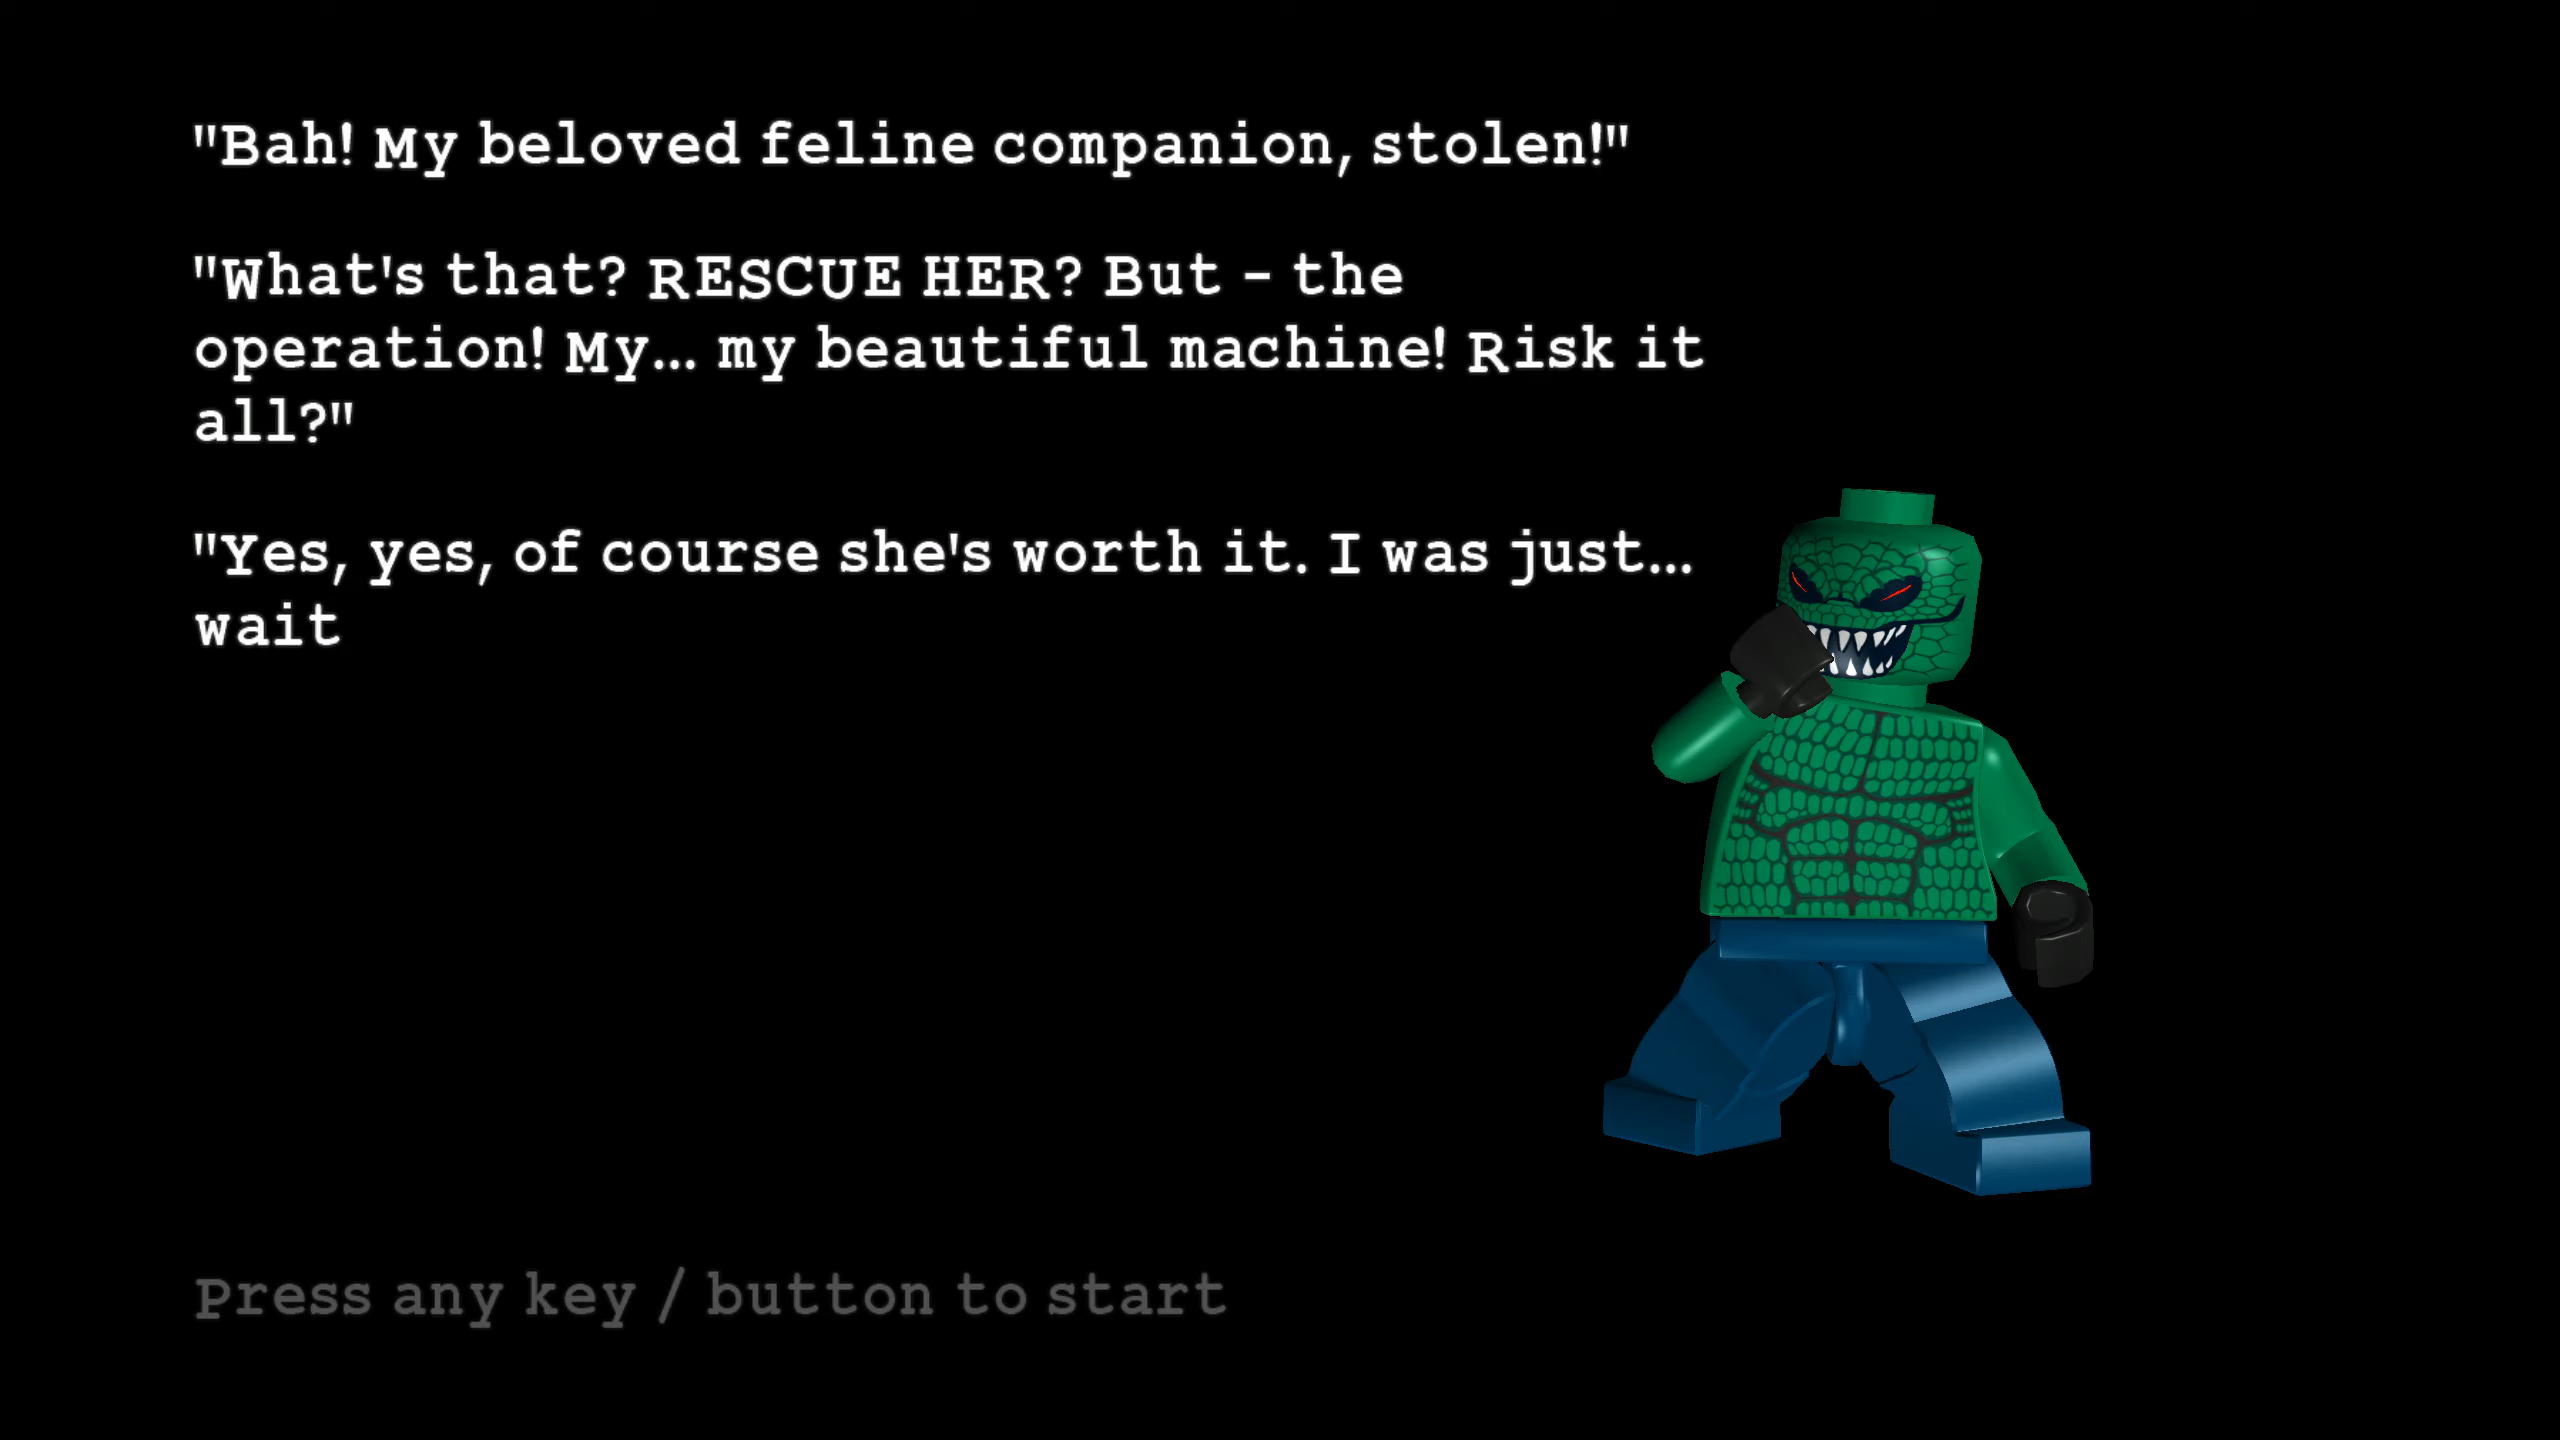 "Bah! My beloved feline companion, stolen!"
"What's that? RESCUE HER? But - the
operation! My... my beautiful machine! Risk it
all?"
"Yes, yes, of course she's worth it. I was just...
wait
Press any key / button to start